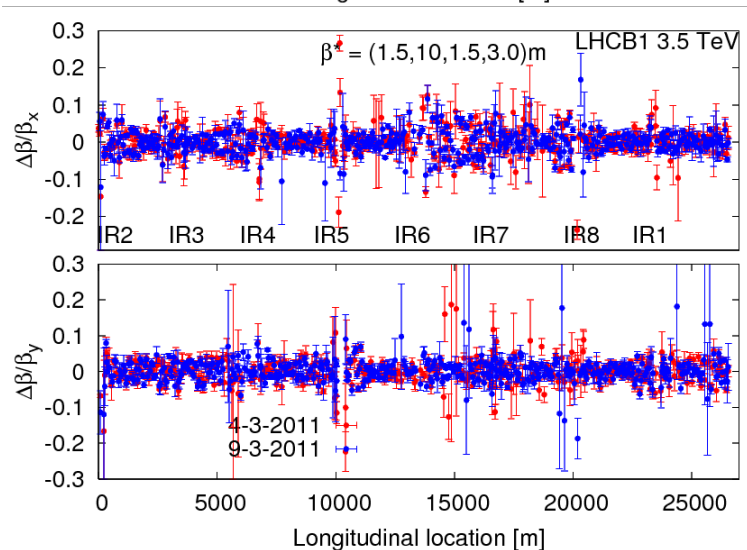 LHCB1 3.5 TeV
β* = (1.5,10,1.5,3.0)m
0.3
0.2
0.1
0
-0.1
-0.2
Δβ/βx
IR2 IR3 IR4 IR5 IR6 IR7 IR8 IR1
0.3
0.2
0.1
0
-0.1
-0.2
-0.3
Δβ/βy
4-3-2011
9-3-2011
0 5000 10000 15000 20000 25000
Longitudinal location [m]